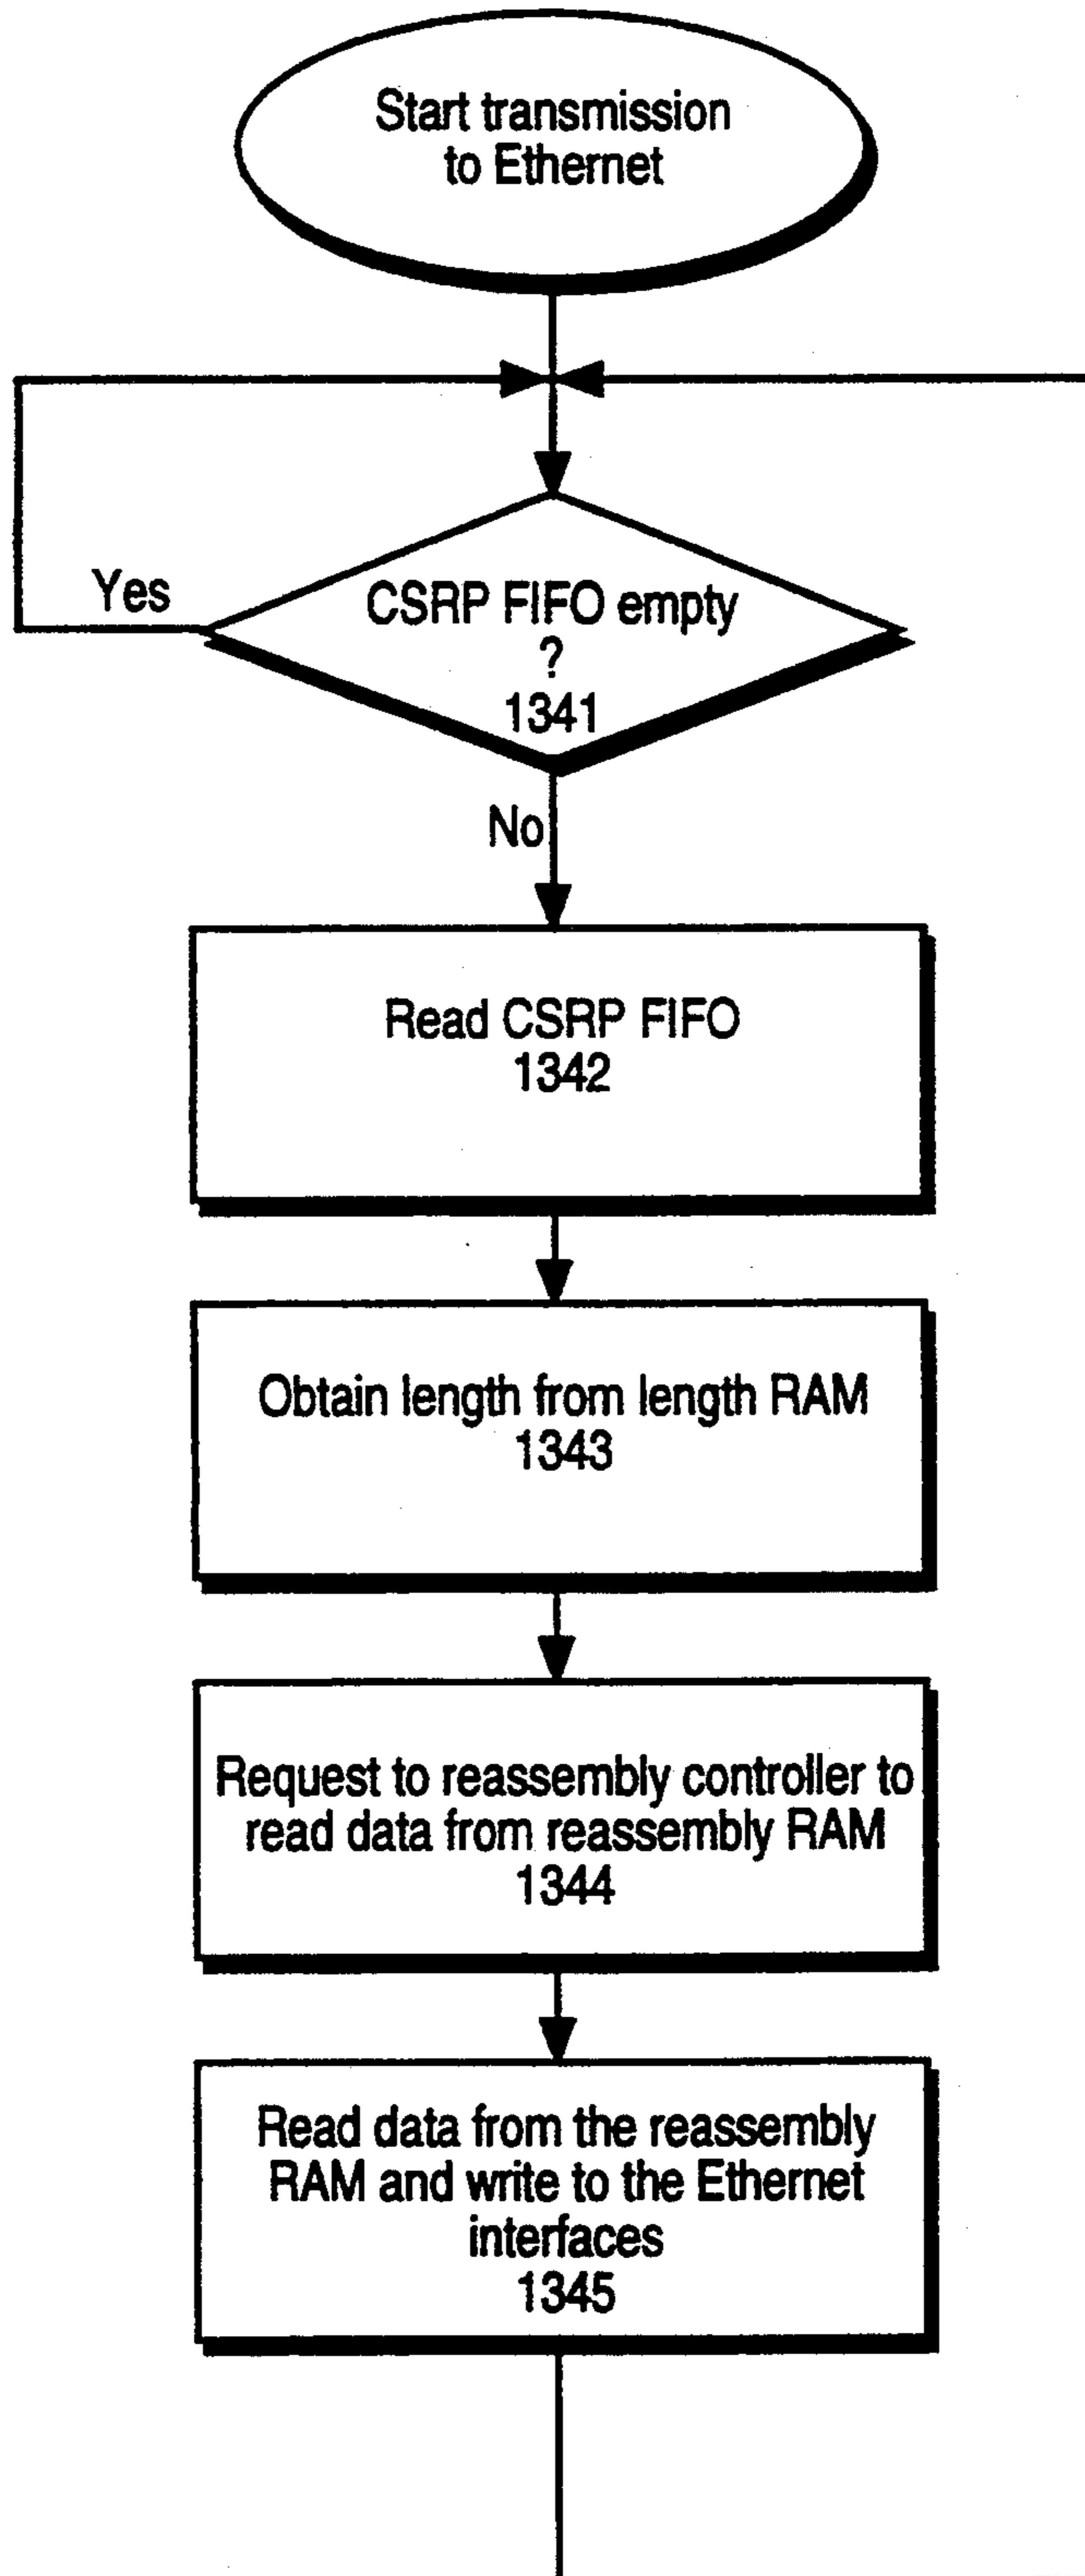 Start transmission
to Ethernet
Yes
CSRP FIFO empty
?
1341
No
Read CSRP FIFO
1342
Obtain length from length RAM
1343
Request to reassembly controller to
read data from reassembly RAM
1344
Read data from the reassembly
RAM and write to the Ethernet
interfaces
1345